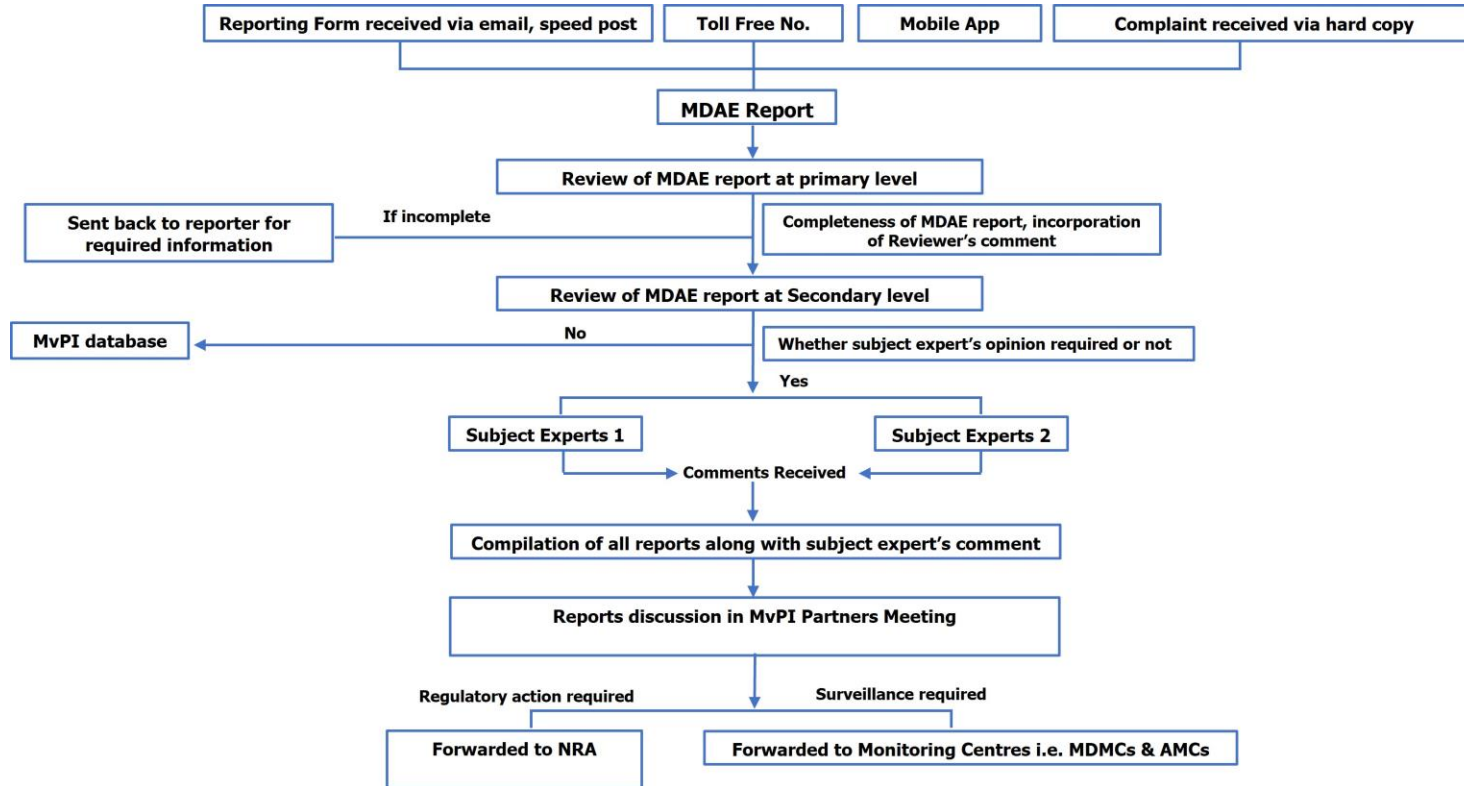 Reporting Form received via email, speed post
Toll Free No.
Mobile App
Complaint received via hard copy
MDAE Report
Review of MDAE report at primary level
If incomplete
Sent back to reporter for
required information
Completeness of MDAE report, incorporation
of Reviewer’s comment
Review of MDAE report at Secondary level
No
MvPI database
Whether subject expert’s opinion required or not
Yes
Subject Experts 1
Subject Experts 2
Comments Received
Compilation of all reports along with subject expert’s comment
Reports discussion in MvPI Partners Meeting
Regulatory action required
Surveillance required
Forwarded to NRA
Forwarded to Monitoring Centres i.e. MDMCs & AMCs